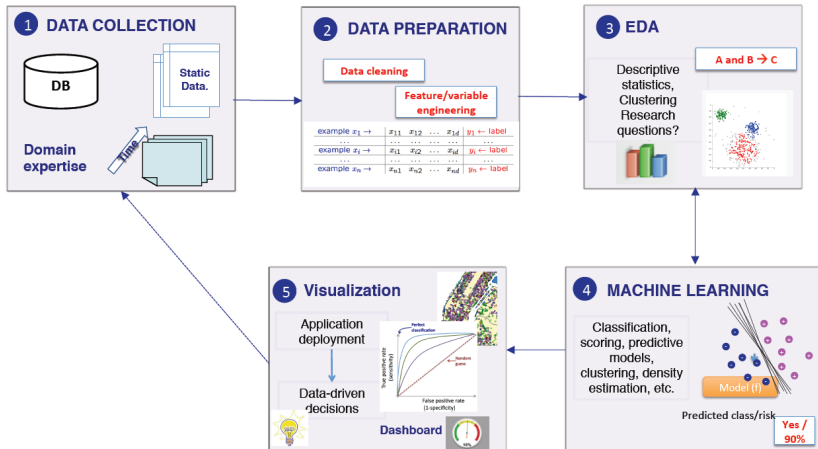 1 DATA COLLECTION
DB
Static
Data.
Domain
expertise
Time
2 DATA PREPARATION
Data cleaning
Feature/variable
engineering
example x₁ → x₁₁ x₁₂ … x₁d y₁ ← label
… … … … … …
example xᵢ → xᵢ₁ xᵢ₂ … xᵢd yᵢ ← label
… … … … … …
example xₙ → xₙ₁ xₙ₂ … xₙd yₙ ← label
3 EDA
A and B → C
Descriptive
statistics,
Clustering
Research
questions?
4 MACHINE LEARNING
Classification,
scoring, predictive
models,
clustering, density
estimation, etc.
Model (f)
Predicted class/risk
Yes /
90%
5 Visualization
Application
deployment
Data-driven
decisions
Perfect
classification
Random
guess
True positive rate
(sensitivity)
False positive rate
(1-specificity)
Dashboard